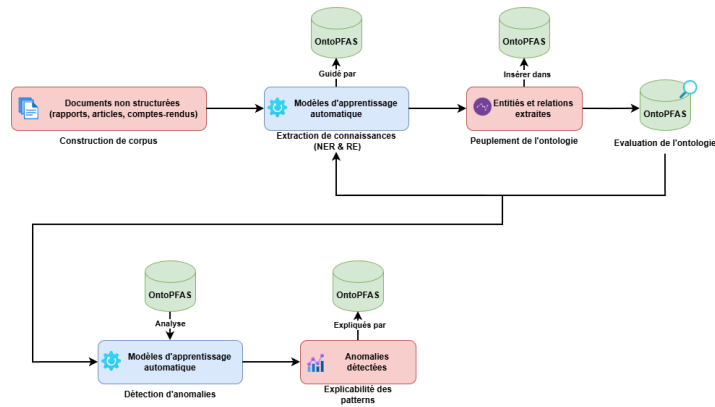 OntoPFAS
OntoPFAS
Guidé par
Insérer dans
Documents non structurées
(rapports, articles, comptes-rendus)
Modèles d'apprentissage
automatique
Entités et relations
extraites
OntoPFAS
Construction de corpus
Extraction de connaissances
(NER & RE)
Peuplement de l'ontologie
Evaluation de l'ontologie
OntoPFAS
OntoPFAS
Analyse
Expliqués par
Modèles d'apprentissage
automatique
Anomalies
détectées
Détection d'anomalies
Explicabilité des
patterns